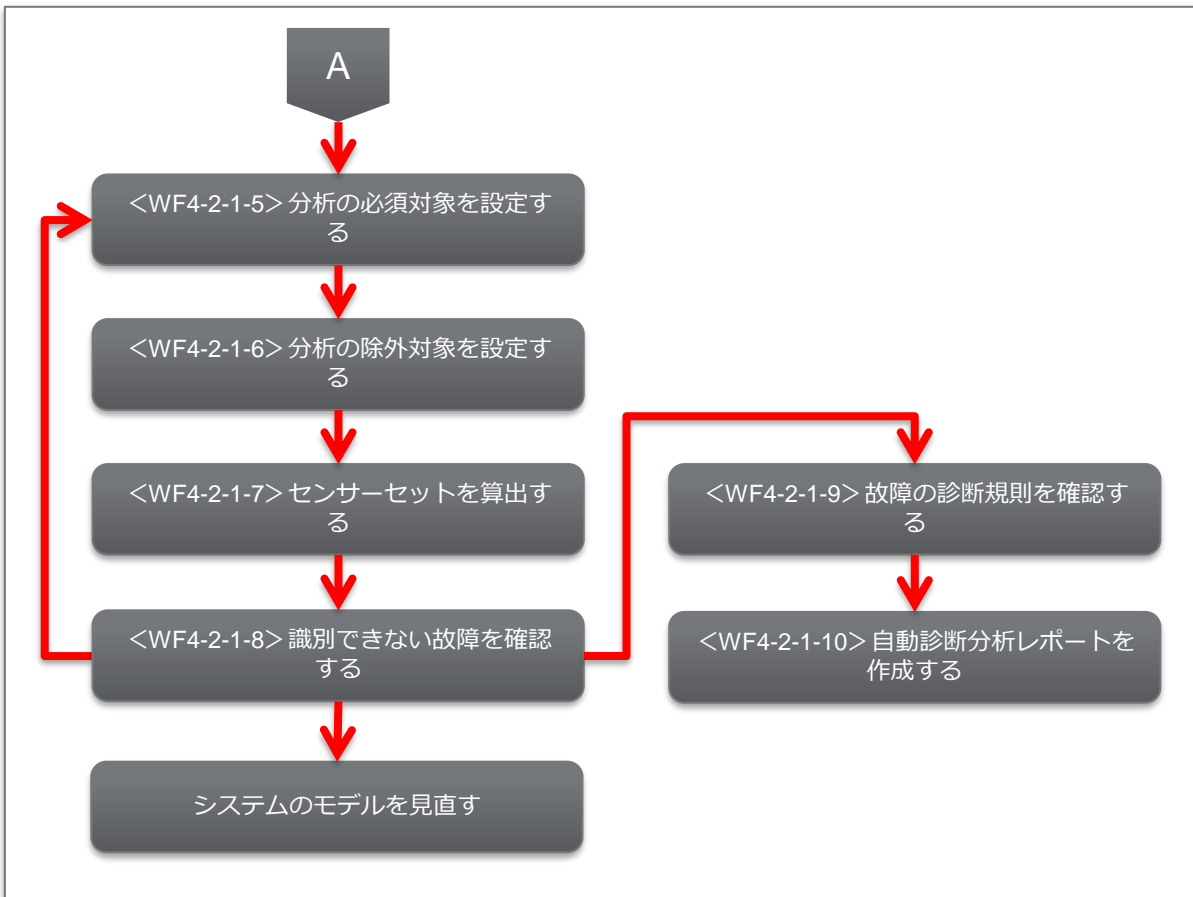 A
<WF4-2-1-5>分析の必須対象を設定す
る
<WF4-2-1-6>分析の除外対象を設定す
る
<WF4-2-1-7>センサーセットを算出す
る
<WF4-2-1-8>識別できない故障を確認
する
システムのモデルを見直す
<WF4-2-1-9>故障の診断規則を確認す
る
<WF4-2-1-10>自動診断分析レポートを
作成する